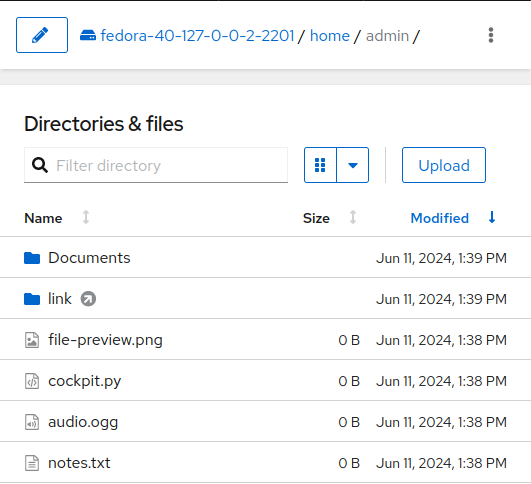 fedora-40-127-0-0-2-2201 / home / admin /
Directories & files
Filter directory
Upload
Name Size Modified
Documents Jun 11, 2024, 1:39 PM
link Jun 11, 2024, 1:39 PM
file-preview.png 0 B Jun 11, 2024, 1:38 PM
cockpit.py 0 B Jun 11, 2024, 1:38 PM
audio.ogg 0 B Jun 11, 2024, 1:38 PM
notes.txt 0 B Jun 11, 2024, 1:38 PM